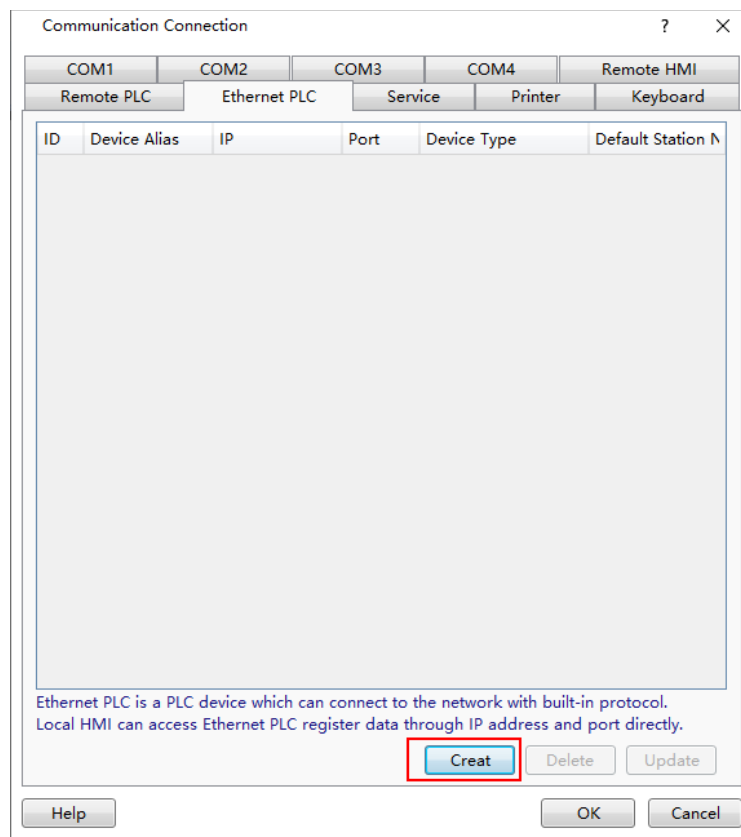 Communication Connection ? ×
COM1 COM2 COM3 COM4 Remote HMI
Remote PLC Ethernet PLC Service Printer Keyboard
ID Device Alias IP Port Device Type Default Station N
Ethernet PLC is a PLC device which can connect to the network with built-in protocol.
Local HMI can access Ethernet PLC register data through IP address and port directly.
Creat Delete Update
Help OK Cancel